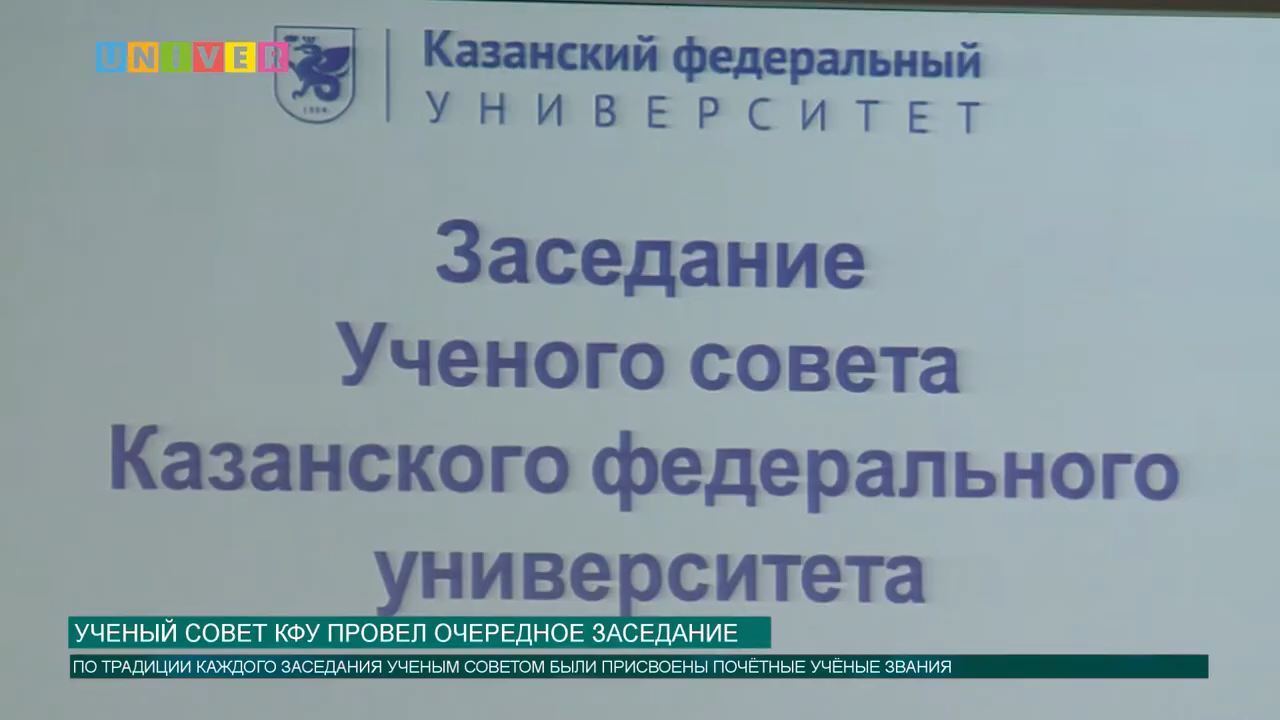 UNIVER
1804
Казанский федеральный
УНИВЕРСИТЕТ
Заседание
Ученого совета
Казанского федерального
университета
УЧЕНЫЙ СОВЕТ КФУ ПРОВЕЛ ОЧЕРЕДНОЕ ЗАСЕДАНИЕ
ПО ТРАДИЦИИ КАЖДОГО ЗАСЕДАНИЯ УЧЕНЫМ СОВЕТОМ БЫЛИ ПРИСВОЕНЫ ПОЧЁТНЫЕ УЧЁНЫЕ ЗВАНИЯ